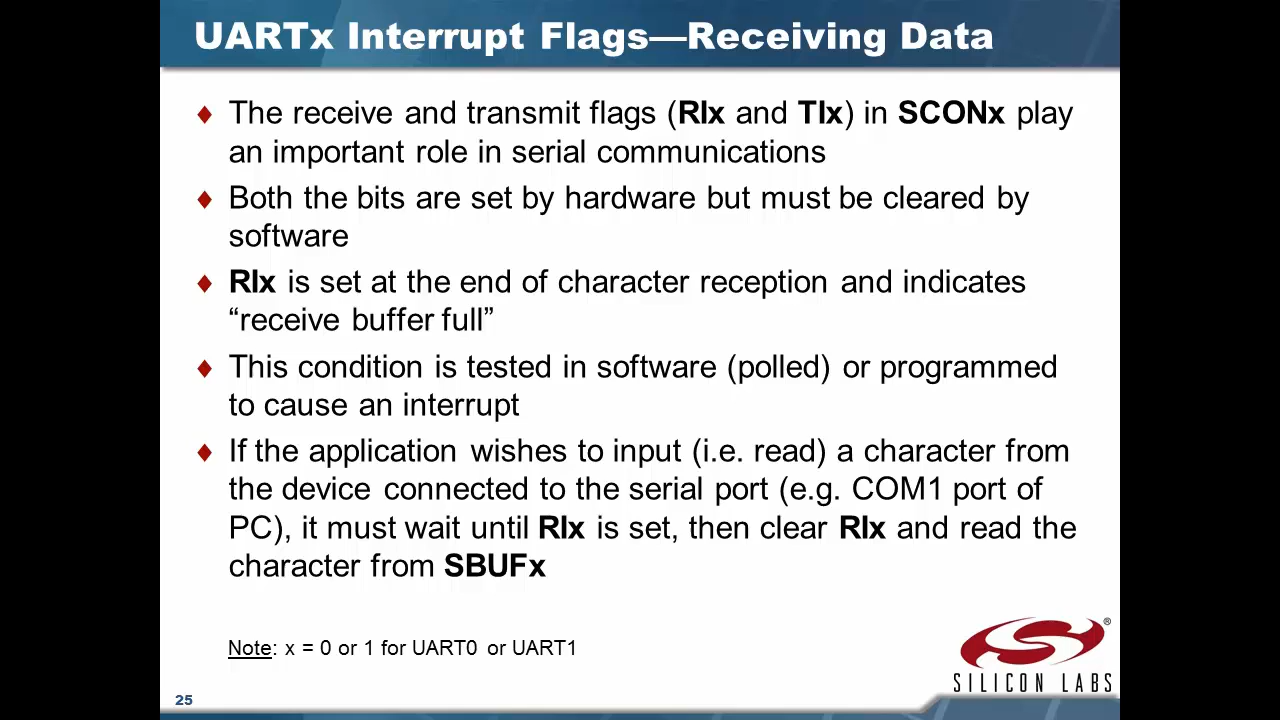 UARTx Interrupt Flags—Receiving Data
♦ The receive and transmit flags (RIx and TIx) in SCONx play
an important role in serial communications
♦ Both the bits are set by hardware but must be cleared by
software
♦ RIx is set at the end of character reception and indicates
“receive buffer full”
♦ This condition is tested in software (polled) or programmed
to cause an interrupt
♦ If the application wishes to input (i.e. read) a character from
the device connected to the serial port (e.g. COM1 port of
PC), it must wait until RIx is set, then clear RIx and read the
character from SBUFx
Note: x = 0 or 1 for UART0 or UART1
®
SILICON LABS
25